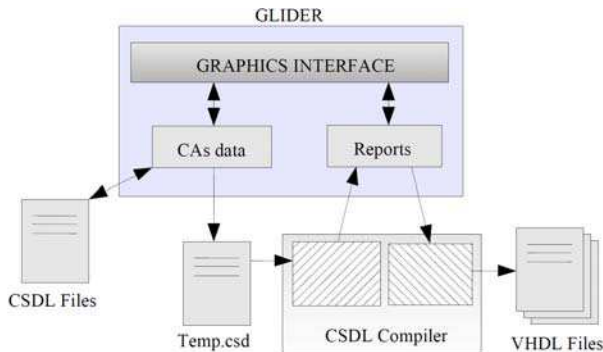 GLIDER
GRAPHICS INTERFACE
CAs data
Reports
CSDL Files
Temp.csd
CSDL Compiler
VHDL Files